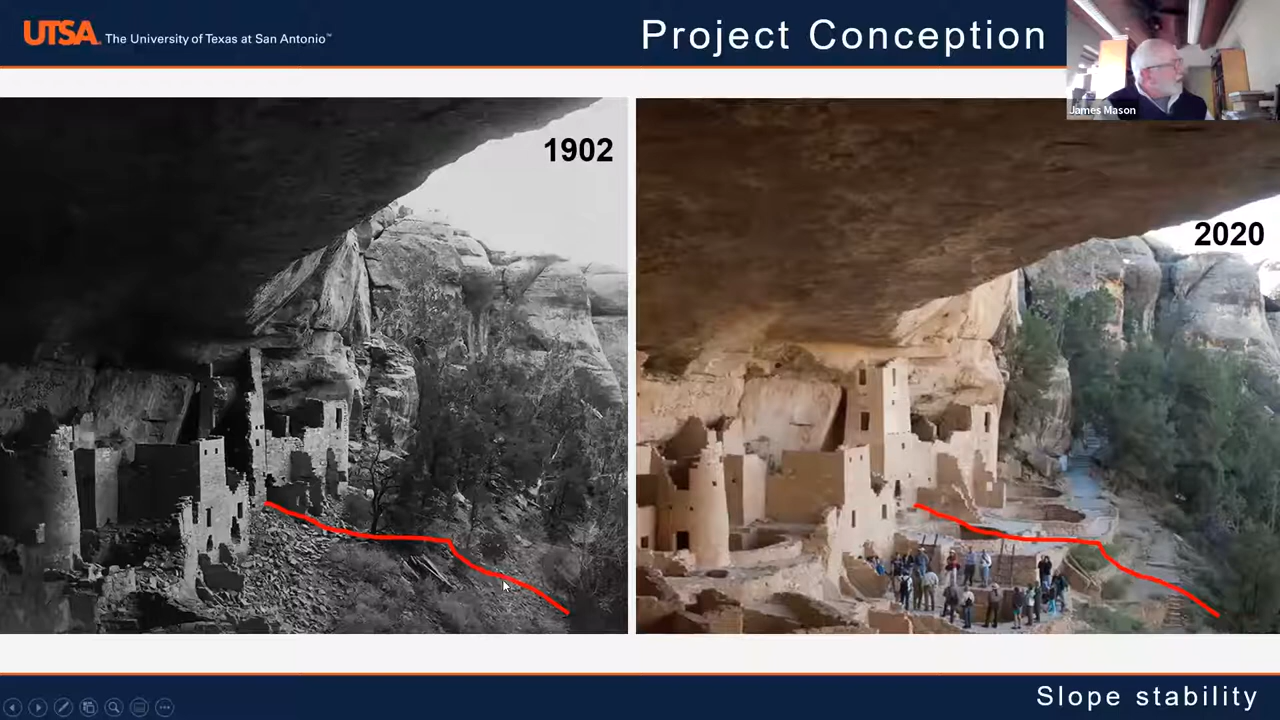 UTSA The University of Texas at San Antonio™
Project Conception
James Mason
1902
2020
Slope stability